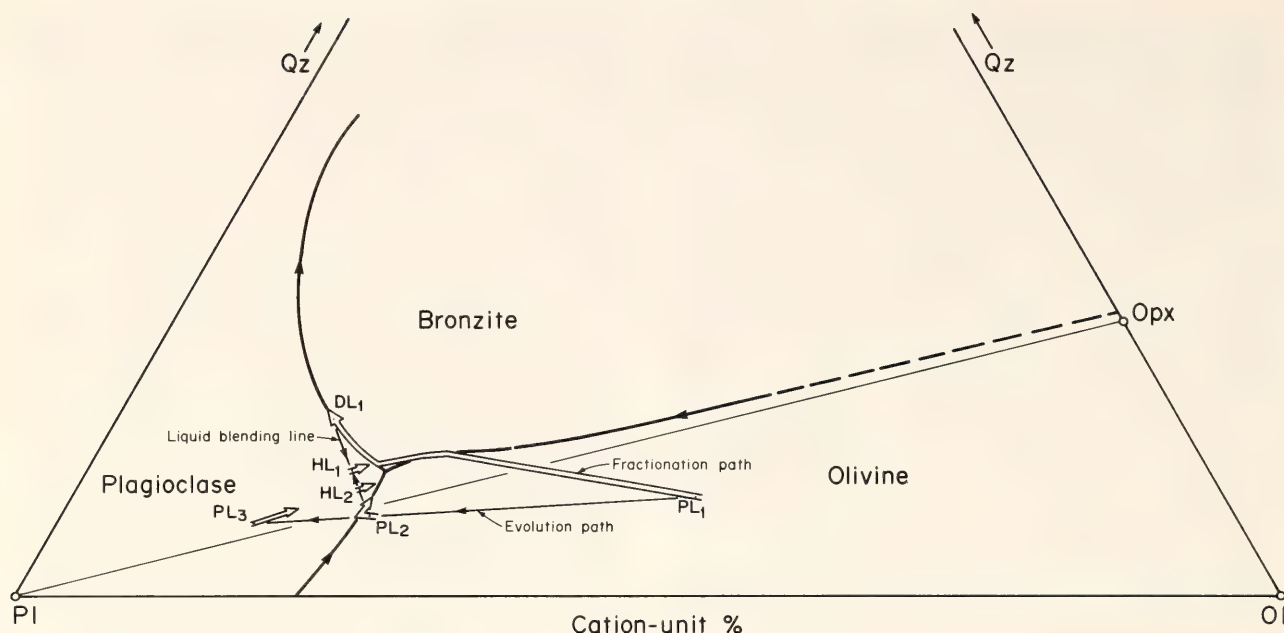 Qz
Qz
Bronzite
Opx
DL1
Liquid blending line
HL1
Fractionation path
Plagioclase
HL2
Olivine
PL3
PL1
PL2
Evolution path
Pl
Ol
Cation-unit %